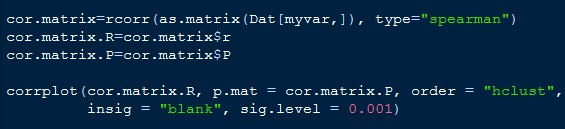 cor.matrix=rcorr(as.matrix(Dat[myvar,]), type="spearman")
cor.matrix.R=cor.matrix$r
cor.matrix.P=cor.matrix$P
corrplot(cor.matrix.R, p.mat = cor.matrix.P, order = "hclust",
insig = "blank", sig.level = 0.001)